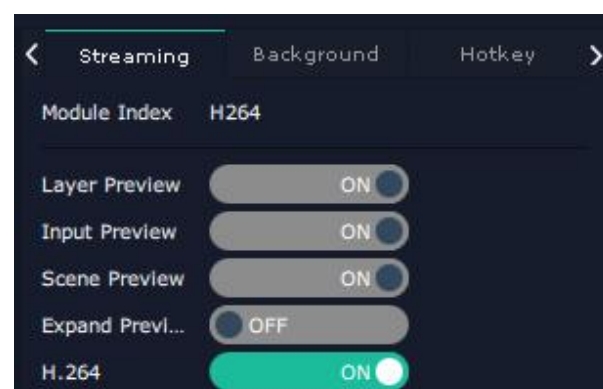 Streaming Background Hotkey
Module Index H264
Layer Preview ON
Input Preview ON
Scene Preview ON
Expand Previ... OFF
H.264 ON